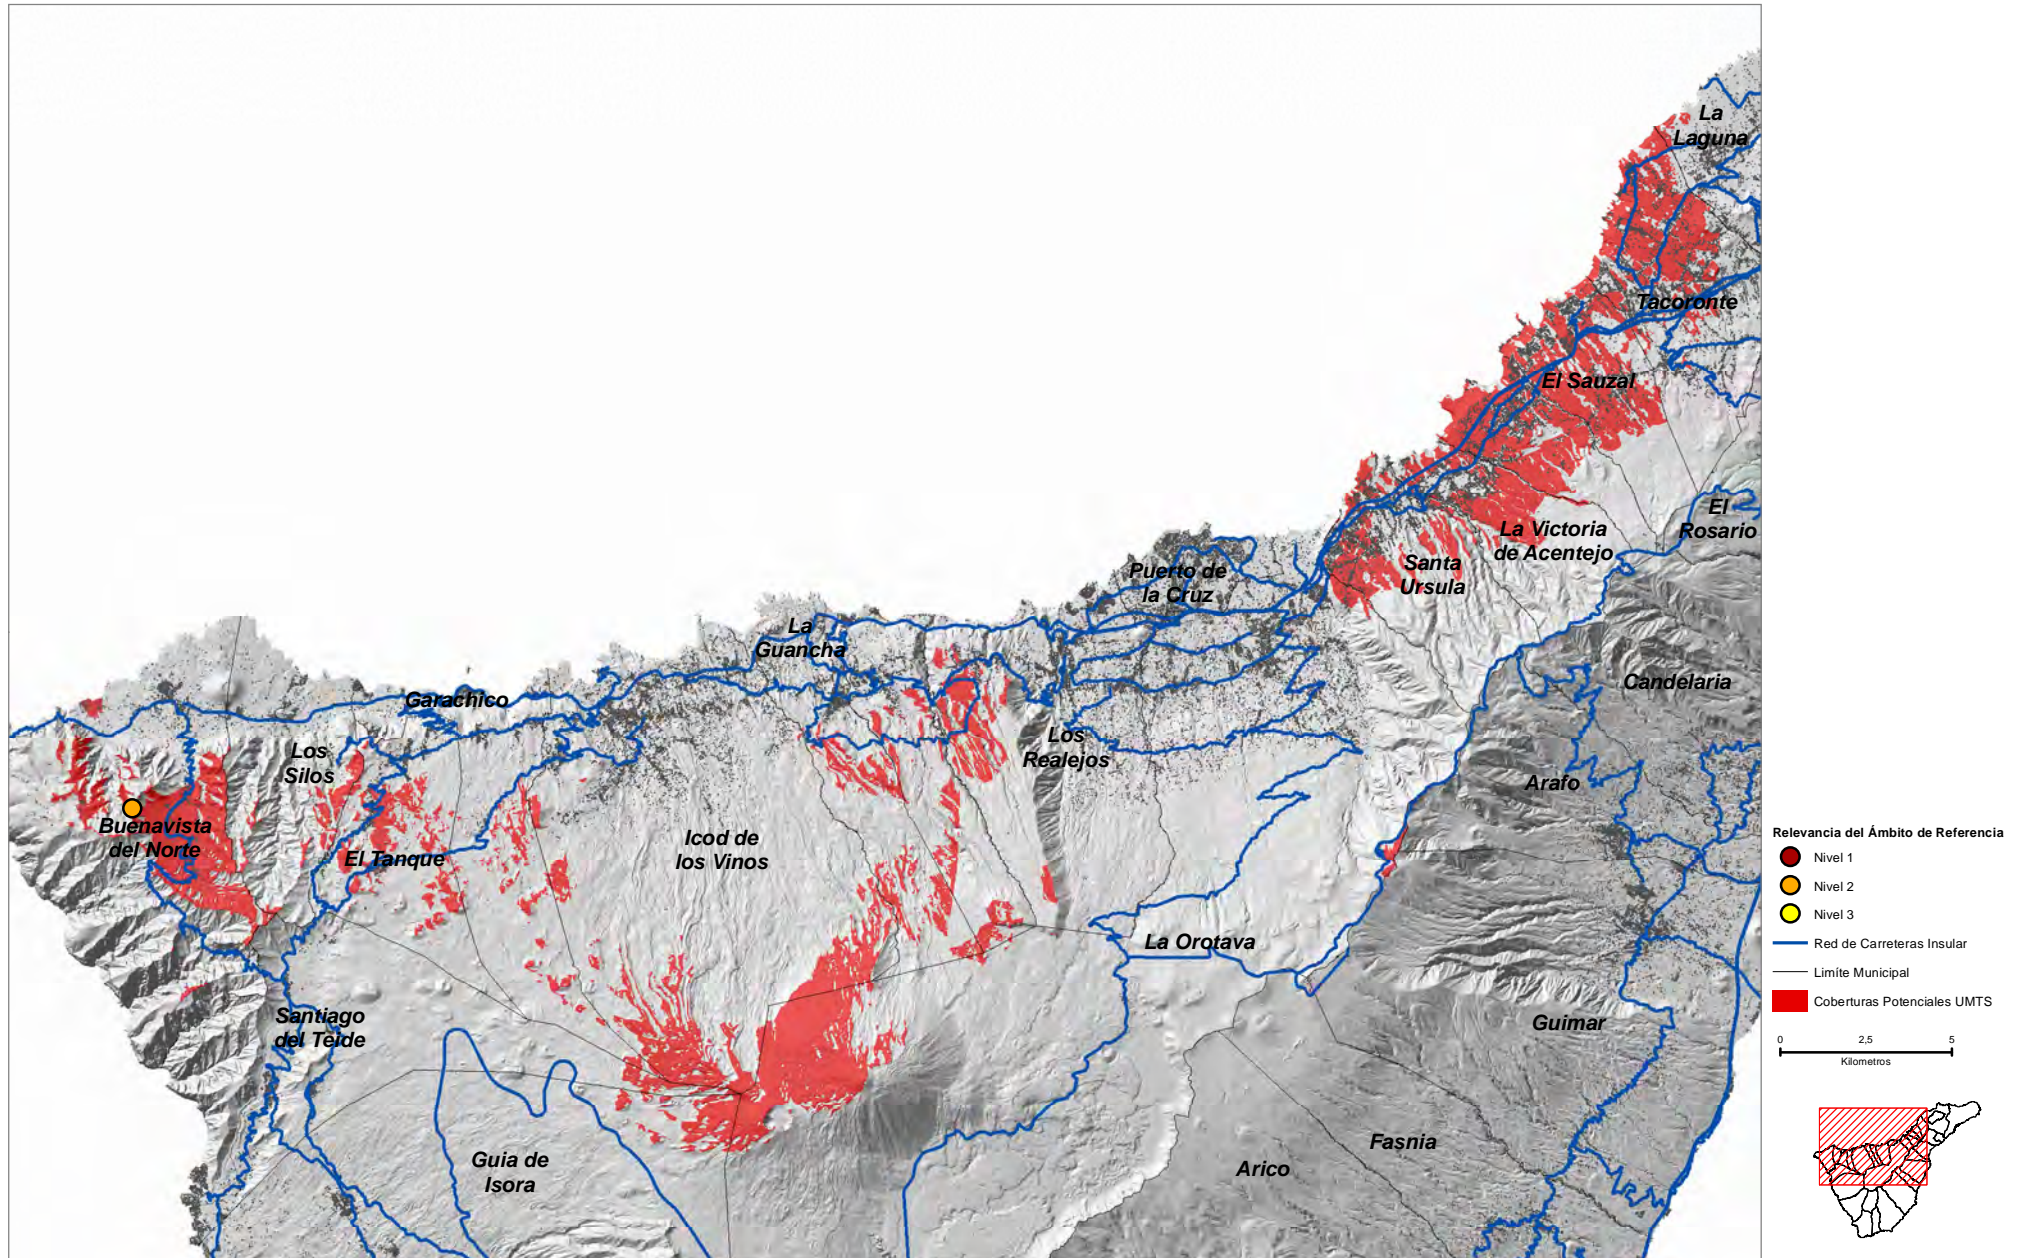 La
Laguna
Tacoronte
El Sauzal
El
Rosario
La Victoria
de Acentejo
Santa
Ursula
Puerto de
la Cruz
La
Guancha
Candelaria
Garachico
Los
Silos
Los
Realejos
Arafo
Buenavista
del Norte
El Tanque
Icod de
los Vinos
La Orotava
Santiago
del Teide
Guimar
Fasnia
Arico
Guia de
Isora
Relevancia del Ámbito de Referencia
Nivel 1
Nivel 2
Nivel 3
Red de Carreteras Insular
Limíte Municipal
Coberturas Potenciales UMTS
0 2,5 5
Kilometros